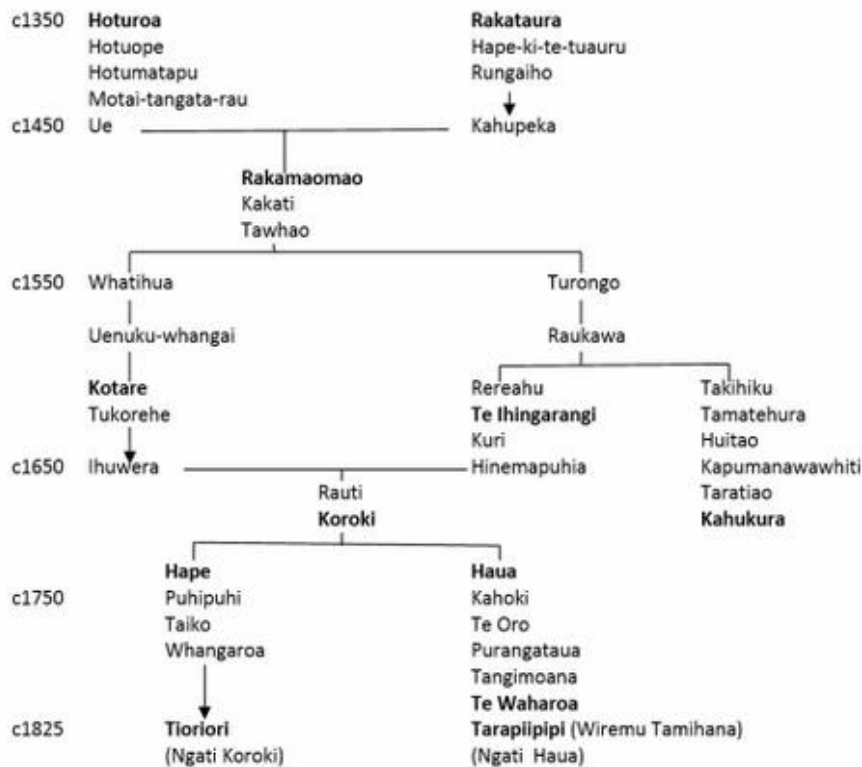 c1350 Hoturoa Rakataura
Hotuope Hape-ki-te-tuauru
Hotumatapu Rungaiho
Motai-tangata-rau
c1450 Ue Kahupeka
Rakamaomao
Kakati
Tawhao
c1550 Whatihua Turongo
Uenuku-whangai Raukawa
Kotare Rereahu Takihiku
Tukorehe Te Ihingarangi Tamatehura
Kuri Huitao
c1650 Ihuwera Hinemapuhia Kapumanawawhiti
Rauti Taratiao
Koroki Kahukura
Hape Haua
c1750 Puhipuhi Kahoki
Taiko Te Oro
Whangaroa Purangataua
Tangimoana
Te Waharoa
c1825 Tioriori Tarapiipipi (Wiremu Tamihana)
(Ngati Koroki) (Ngati Haua)